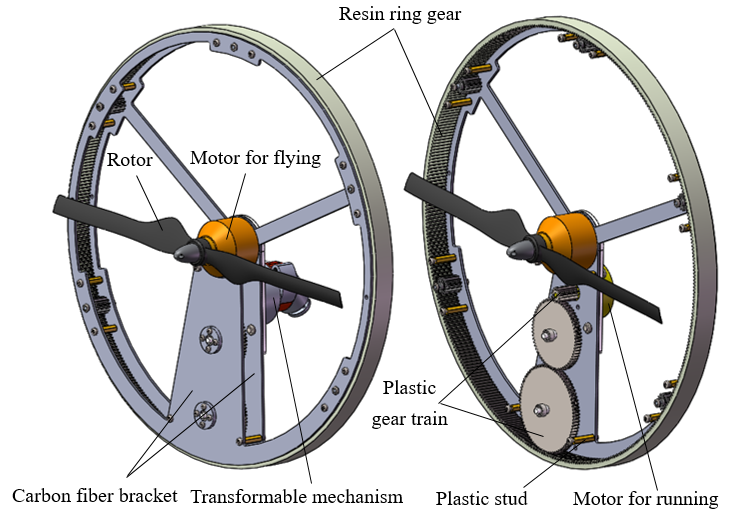 Resin ring gear
Rotor
Motor for flying
Plastic
gear train
Carbon fiber bracket
Transformable mechanism
Plastic stud
Motor for running